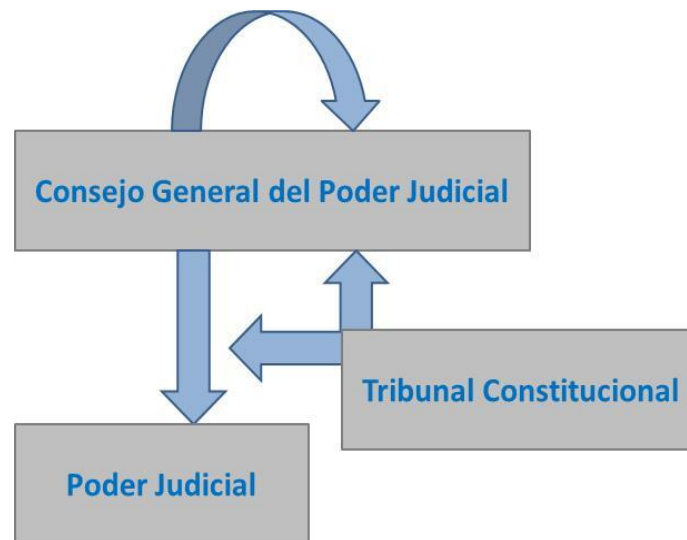 Consejo General del Poder Judicial
Tribunal Constitucional
Poder Judicial